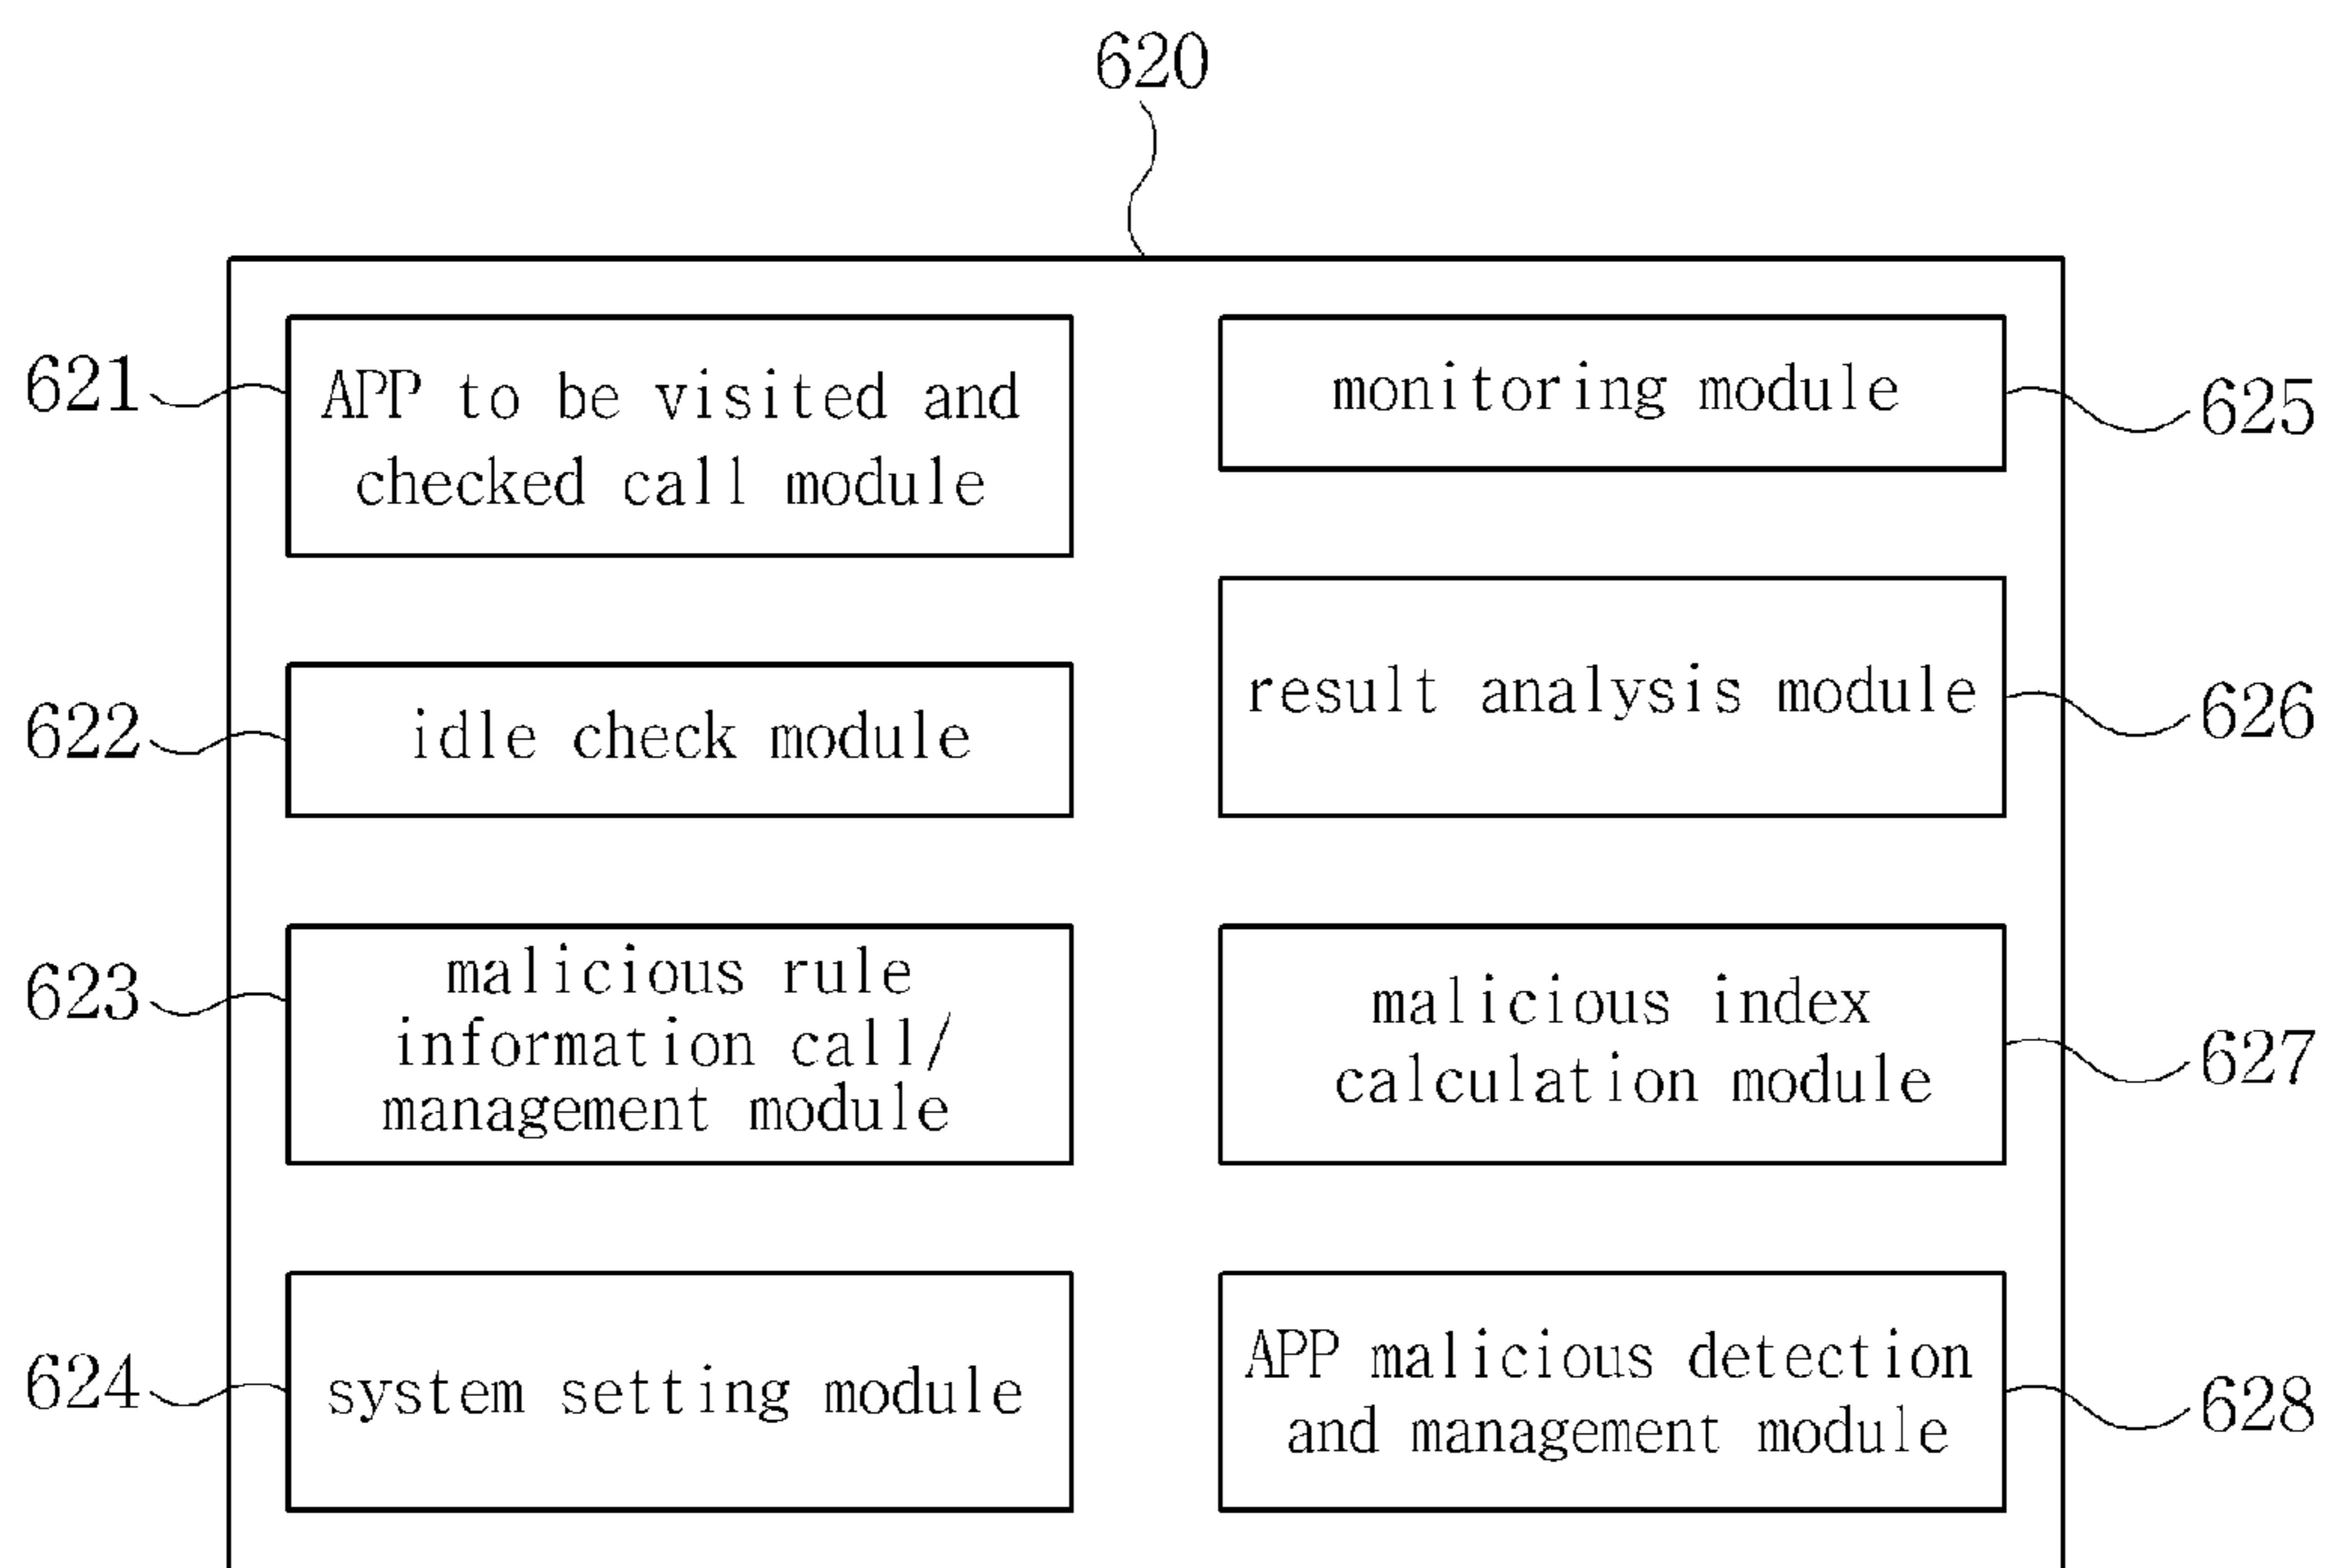 620
621
APP to be visited and
checked call module
622
idle check module
623
malicious rule
information call/
management module
624
system setting module
monitoring module
625
result analysis module
626
malicious index
calculation module
627
APP malicious detection
and management module
628